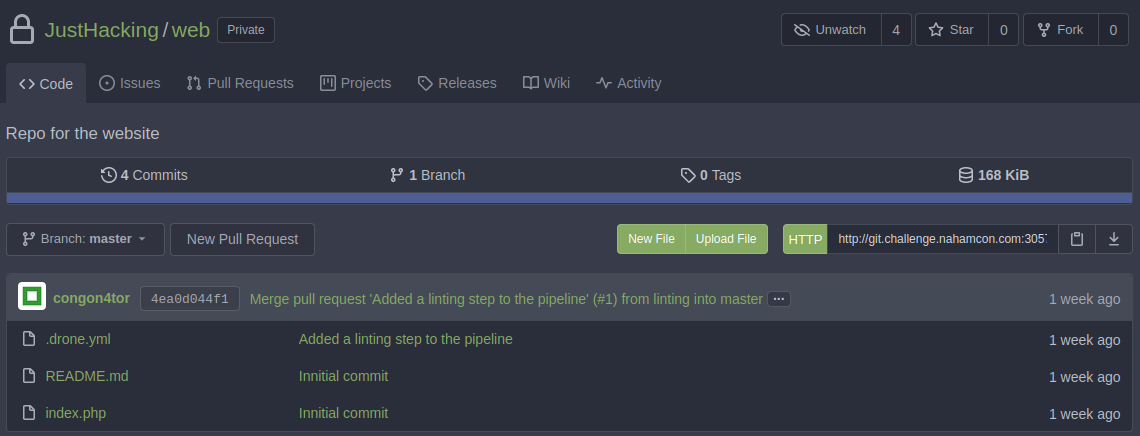 JustHacking / web Private Unwatch 4 Star 0 Fork 0
Code Issues Pull Requests Projects Releases Wiki Activity
Repo for the website
4 Commits 1 Branch 0 Tags 168 KiB
Branch: master New Pull Request New File Upload File HTTP http://git.challenge.nahamcon.com:3057
congon4tor 4ea0d044f1 Merge pull request 'Added a linting step to the pipeline' (#1) from linting into master ... 1 week ago
.drone.yml Added a linting step to the pipeline 1 week ago
README.md Innitial commit 1 week ago
index.php Innitial commit 1 week ago